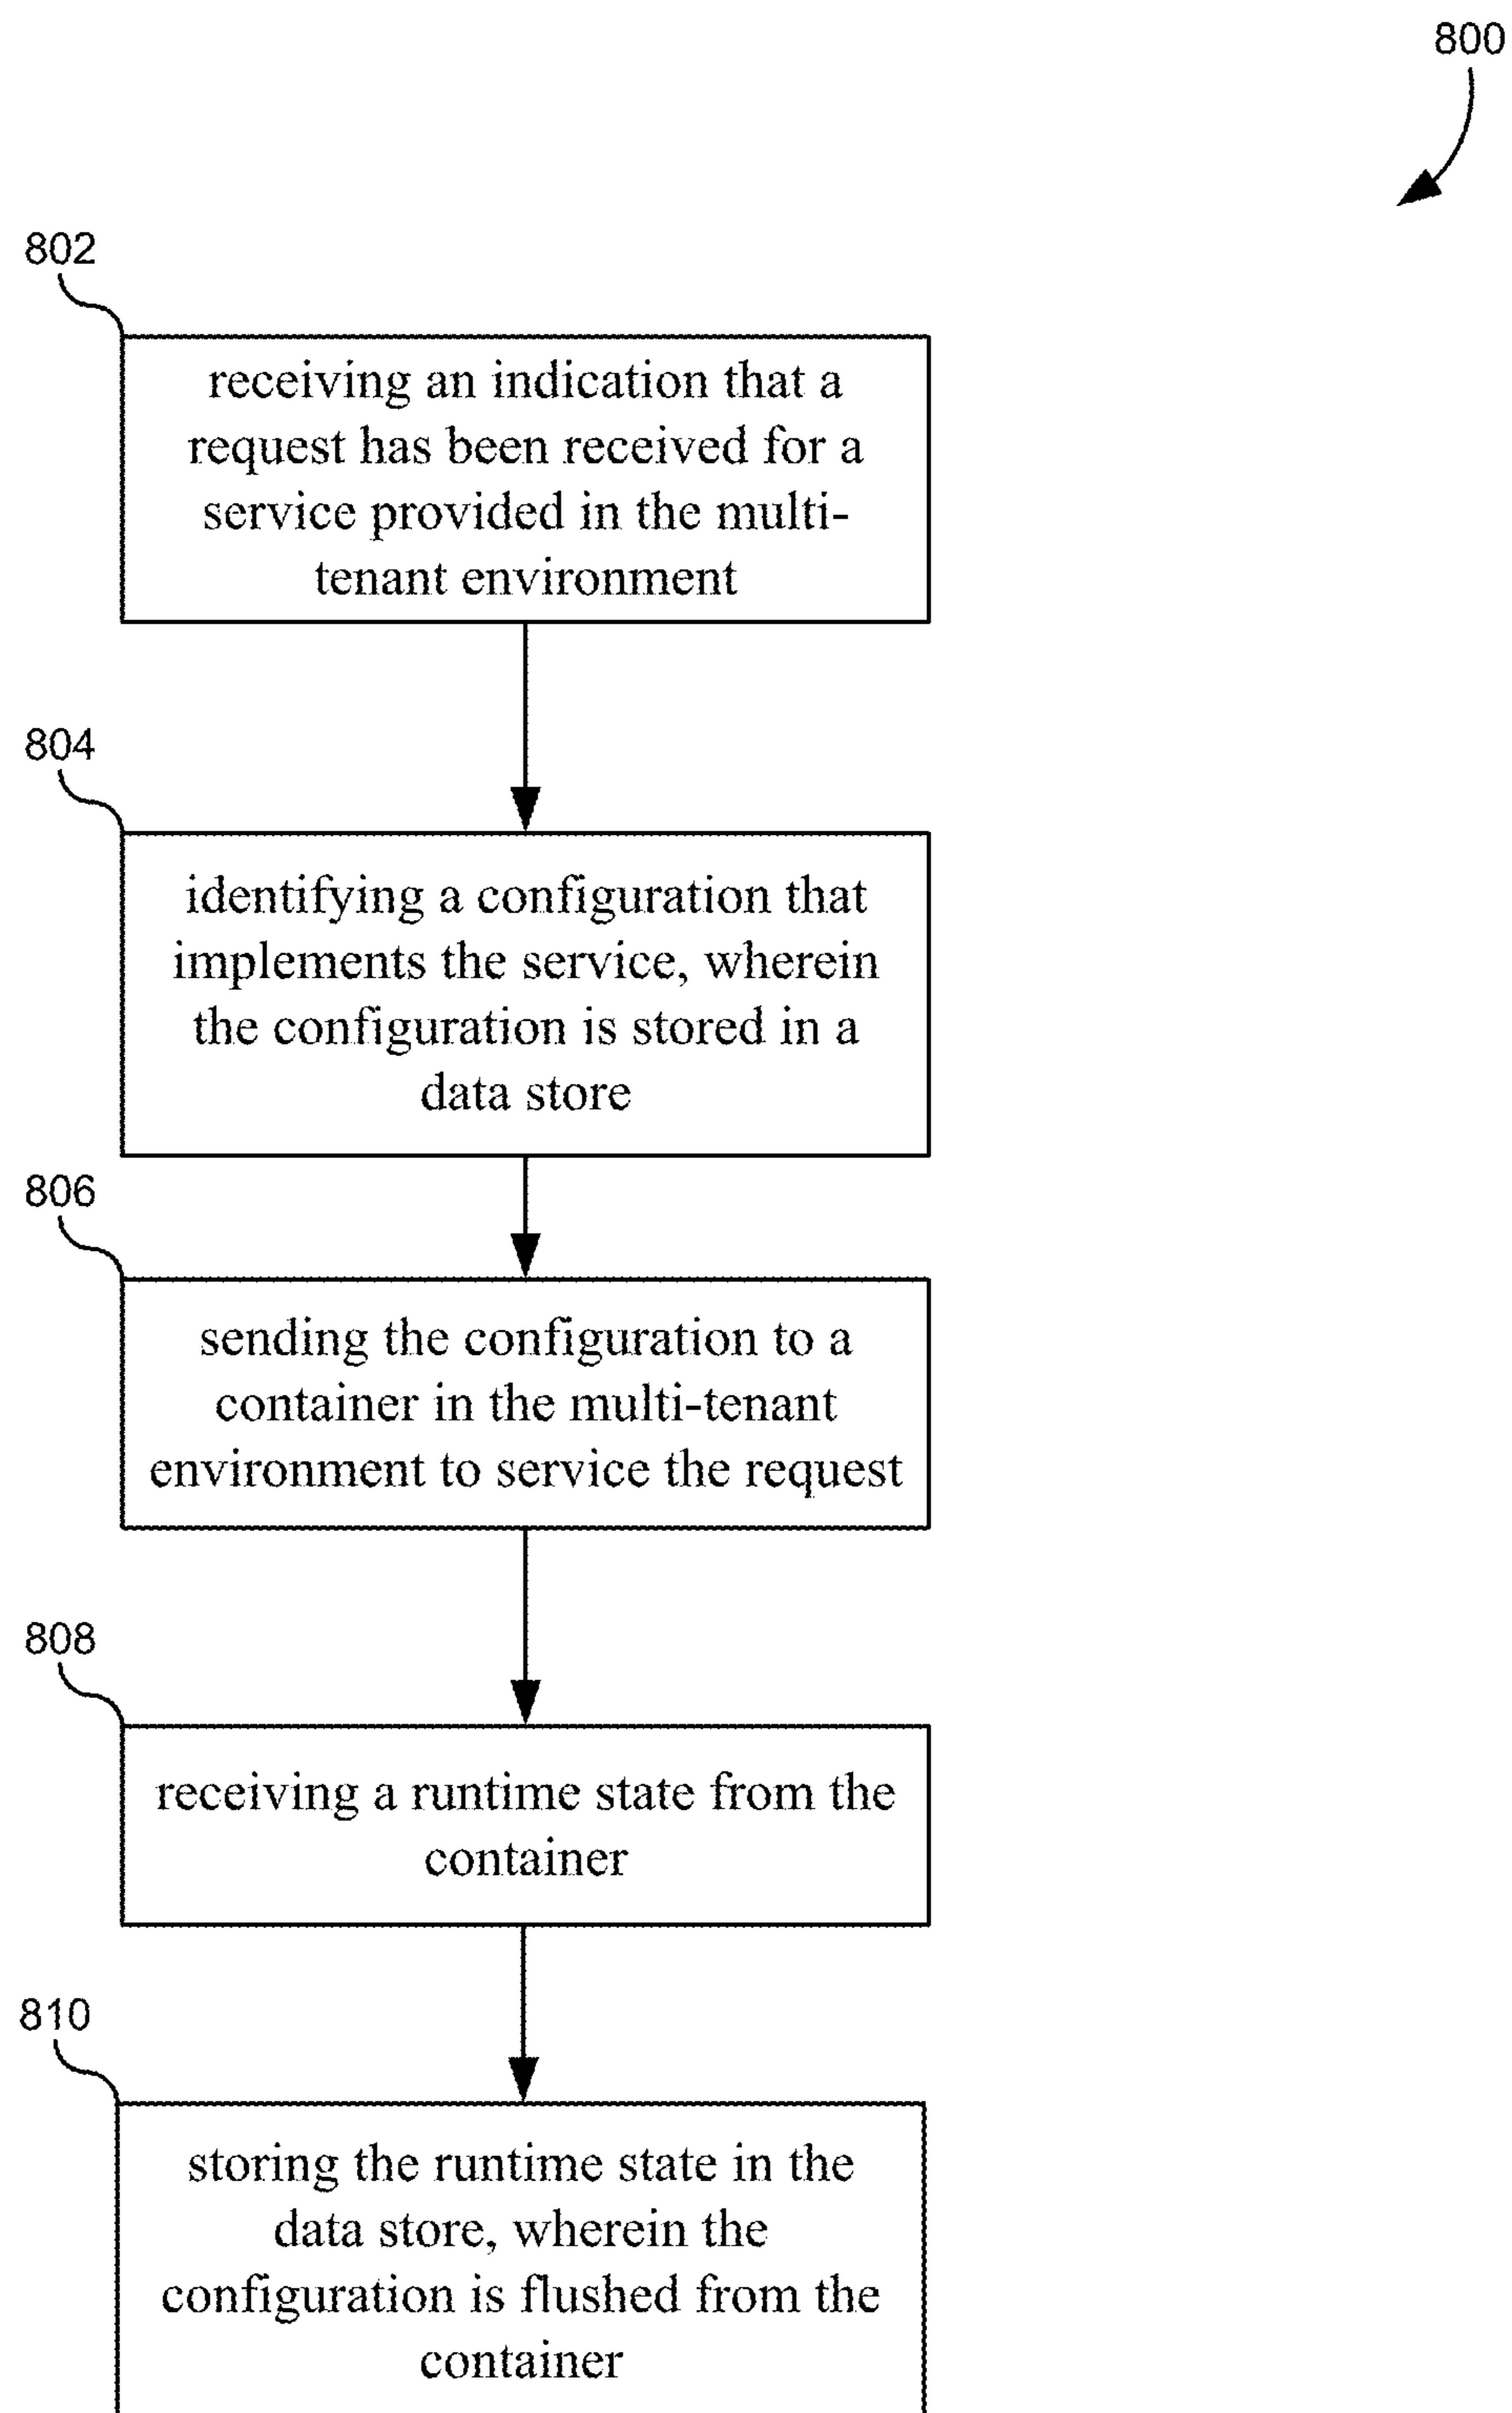 800
802
receiving an indication that a
request has been received for a
service provided in the multi-
tenant environment
804
identifying a configuration that
implements the service, wherein
the configuration is stored in a
data store
806
sending the configuration to a
container in the multi-tenant
environment to service the request
808
receiving a runtime state from the
container
810
storing the runtime state in the
data store, wherein the
configuration is flushed from the
container